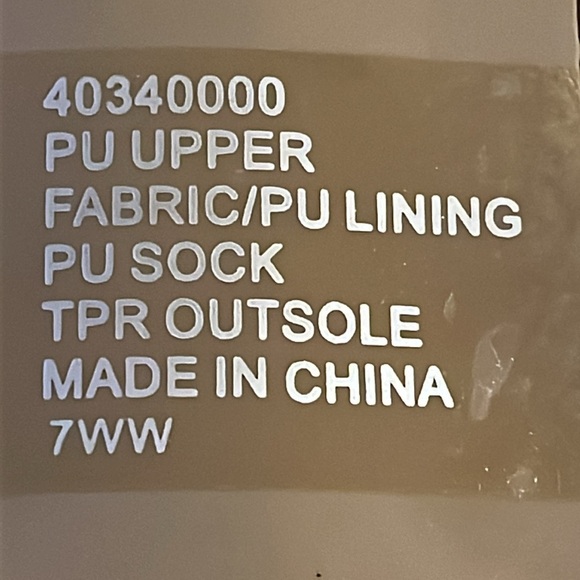 40340000
PU UPPER
FABRIC/PU LINING
PU SOCK
TPR OUTSOLE
MADE IN CHINA
7WW